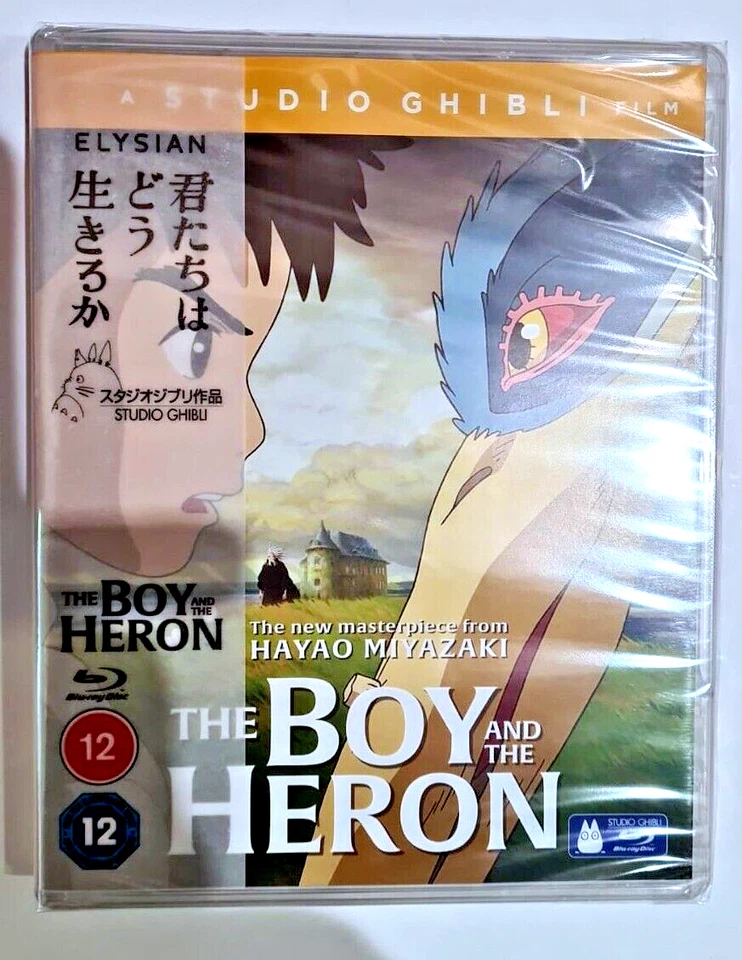 A STUDIO GHIBLI FILM
ELYSIAN
君たちは
どう
生きるか
スタジオジブリ作品
STUDIO GHIBLI
THE BOY AND THE
HERON
Blu-ray Disc
12
12
The new masterpiece from
HAYAO MIYAZAKI
THE BOY AND THE
HERON
STUDIO GHIBLI
Blu-ray Disc